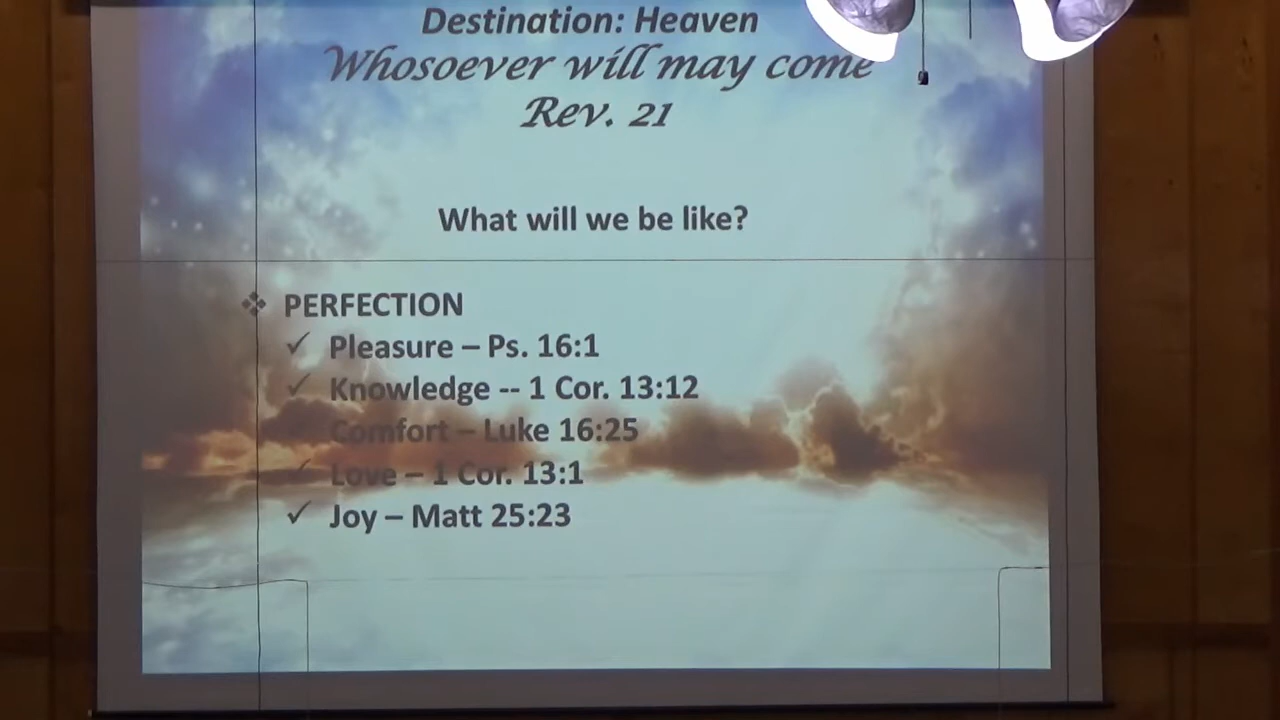 Destination: Heaven
Whosoever will may come
Rev. 21
What will we be like?
❖ PERFECTION
✓ Pleasure – Ps. 16:1
✓ Knowledge -- 1 Cor. 13:12
✓ Comfort – Luke 16:25
✓ Love – 1 Cor. 13:1
✓ Joy – Matt 25:23